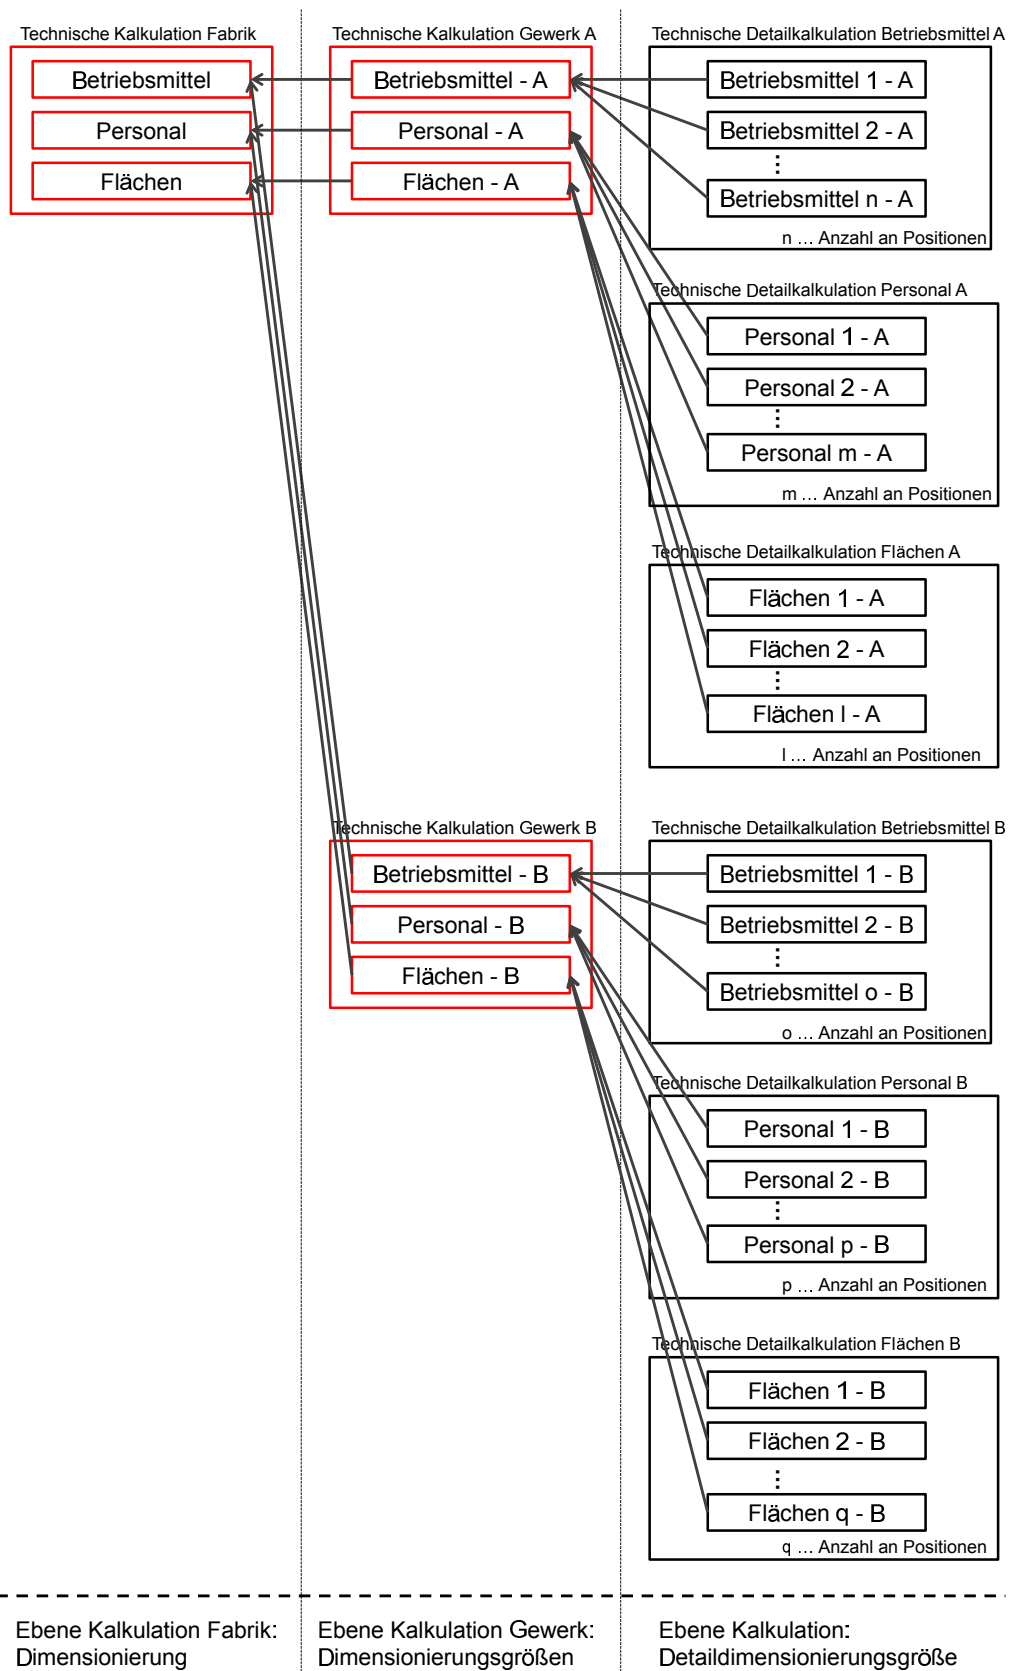 Technische Kalkulation Fabrik
Betriebsmittel
Personal
Flächen
Technische Kalkulation Gewerk A
Betriebsmittel - A
Personal - A
Flächen - A
Technische Detailkalkulation Betriebsmittel A
Betriebsmittel 1 - A
Betriebsmittel 2 - A
Betriebsmittel n - A
n … Anzahl an Positionen
Technische Detailkalkulation Personal A
Personal 1 - A
Personal 2 - A
Personal m - A
m … Anzahl an Positionen
Technische Detailkalkulation Flächen A
Flächen 1 - A
Flächen 2 - A
Flächen l - A
l … Anzahl an Positionen
Technische Kalkulation Gewerk B
Betriebsmittel - B
Personal - B
Flächen - B
Technische Detailkalkulation Betriebsmittel B
Betriebsmittel 1 - B
Betriebsmittel 2 - B
Betriebsmittel o - B
o … Anzahl an Positionen
Technische Detailkalkulation Personal B
Personal 1 - B
Personal 2 - B
Personal p - B
p … Anzahl an Positionen
Technische Detailkalkulation Flächen B
Flächen 1 - B
Flächen 2 - B
Flächen q - B
q … Anzahl an Positionen
Ebene Kalkulation Fabrik:
Dimensionierung
Ebene Kalkulation Gewerk:
Dimensionierungsgrößen
Ebene Kalkulation:
Detaildimensionierungsgröße